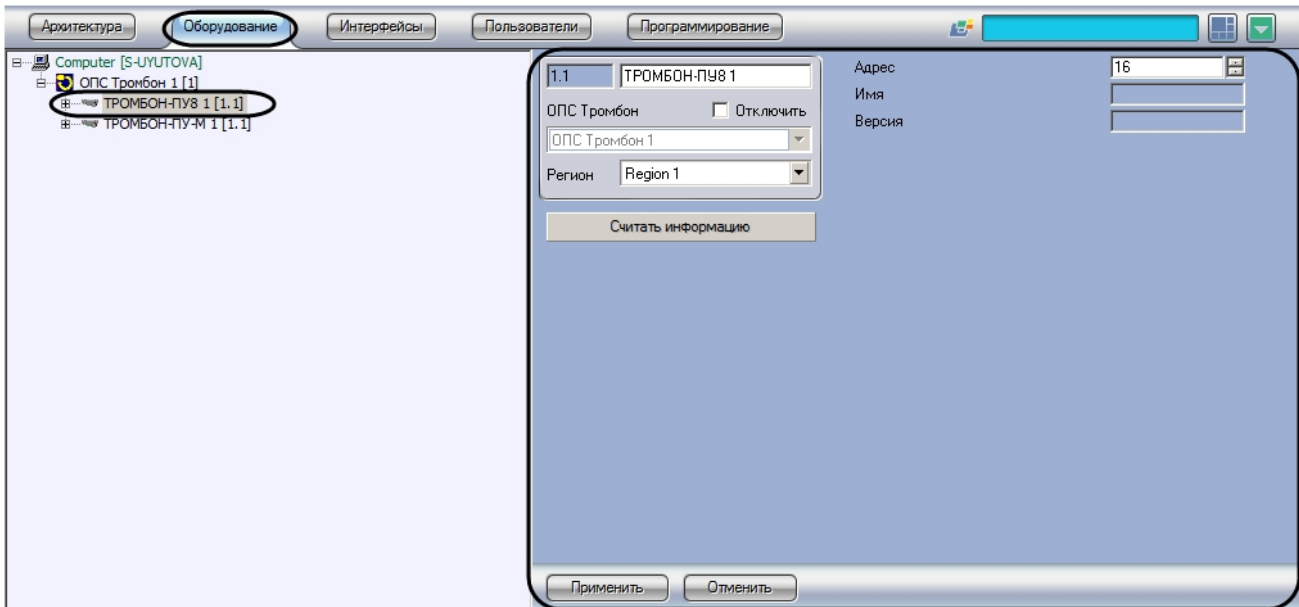 Архитектура Оборудование Интерфейсы Пользователи Программирование
Computer [S-UYUTOVA]
ОПС Тромбон 1 [1]
ТРОМБОН-ПУ8 1 [1.1]
ТРОМБОН-ПУ-М 1 [1.1]
1.1 ТРОМБОН-ПУ8 1
ОПС Тромбон Отключить
ОПС Тромбон 1
Регион Region 1
Считать информацию
Адрес 16
Имя
Версия
Применить Отменить